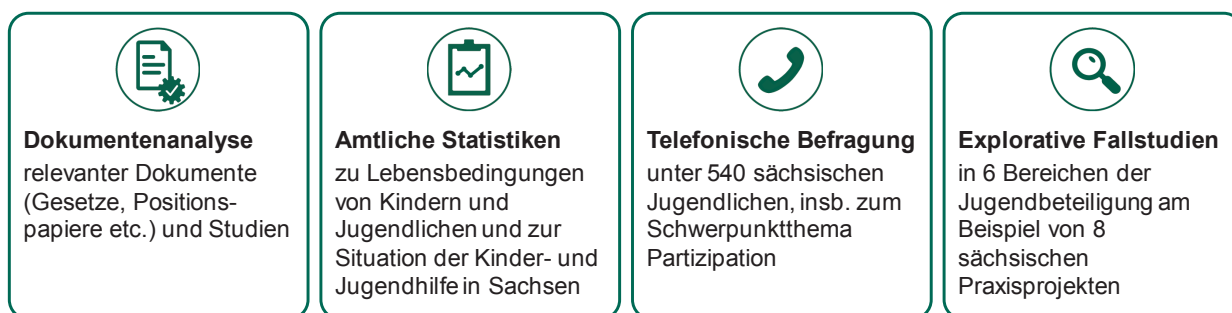 Dokumentenanalyse
relevanter Dokumente
(Gesetze, Positions-
papiere etc.) und Studien
Amtliche Statistiken
zu Lebensbedingungen
von Kindern und
Jugendlichen und zur
Situation der Kinder- und
Jugendhilfe in Sachsen
Telefonische Befragung
unter 540 sächsischen
Jugendlichen, insb. zum
Schwerpunktthema
Partizipation
Explorative Fallstudien
in 6 Bereichen der
Jugendbeteiligung am
Beispiel von 8
sächsischen
Praxisprojekten